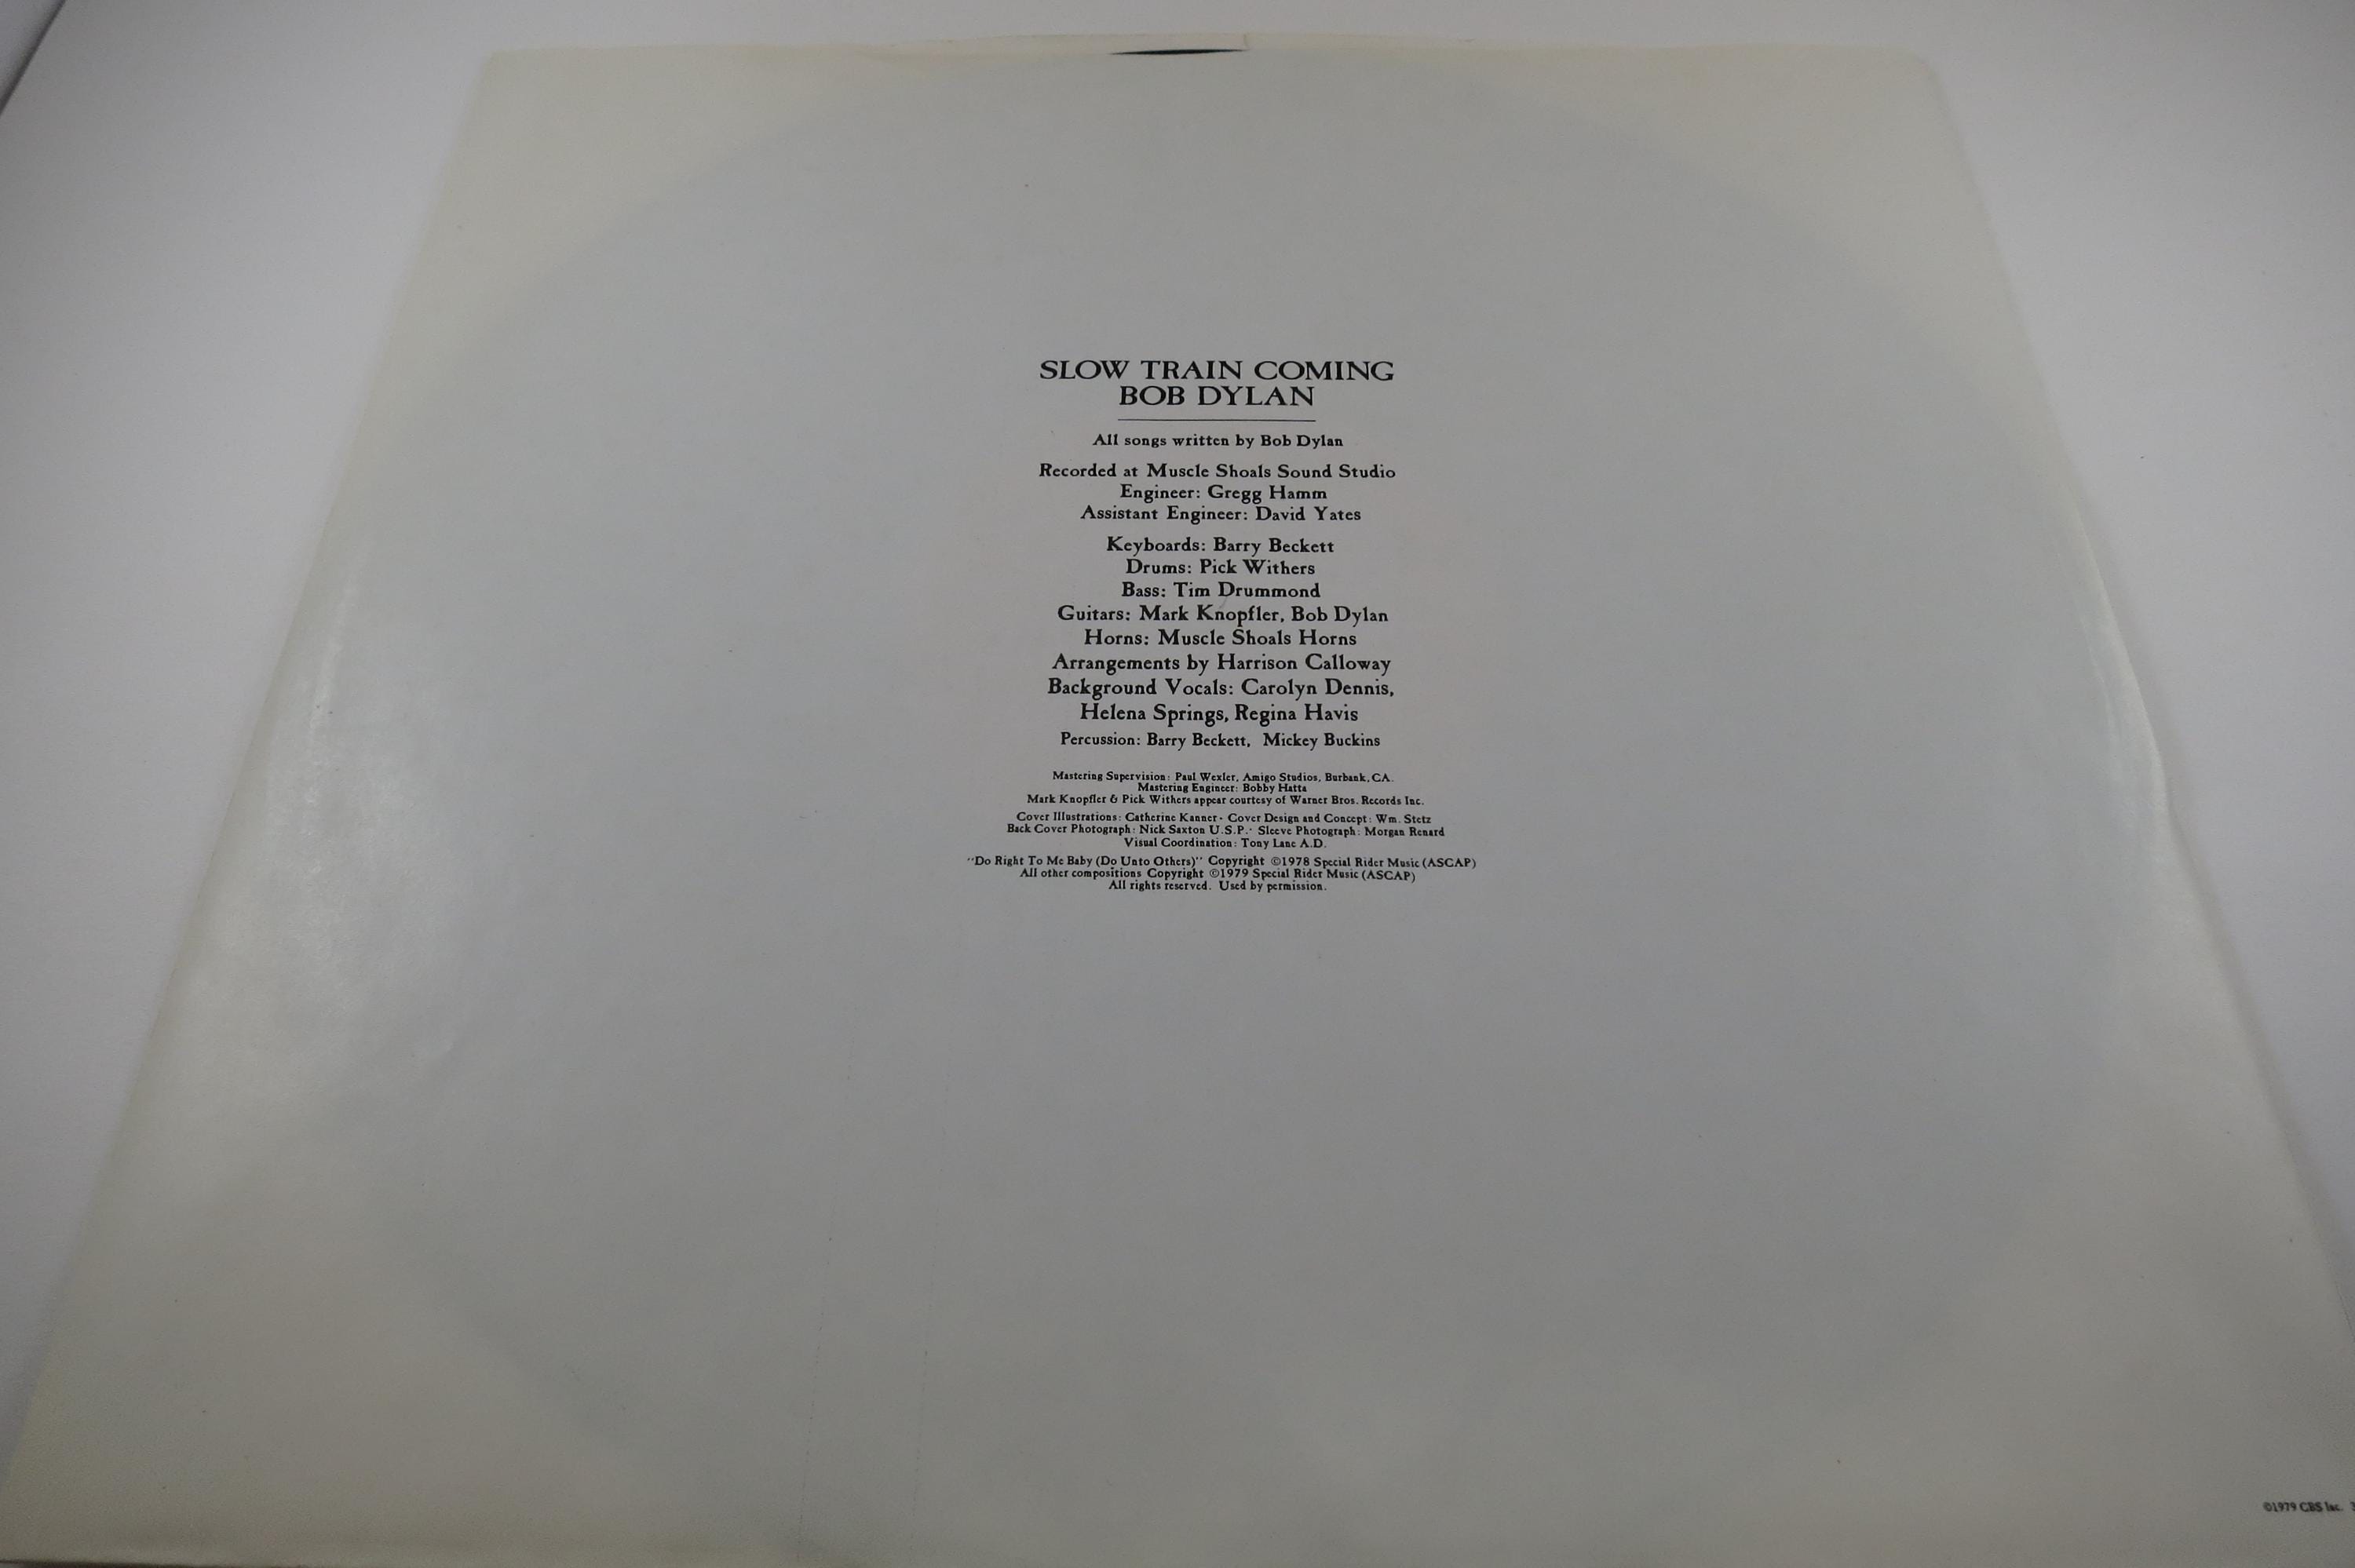 SLOW TRAIN COMING
BOB DYLAN
All songs written by Bob Dylan
Recorded at Muscle Shoals Sound Studio
Engineer: Gregg Hamm
Assistant Engineer: David Yates
Keyboards: Barry Beckett
Drums: Pick Withers
Bass: Tim Drummond
Guitars: Mark Knopfler, Bob Dylan
Horns: Muscle Shoals Horns
Arrangements by Harrison Calloway
Background Vocals: Carolyn Dennis,
Helena Springs, Regina Havis
Percussion: Barry Beckett, Mickey Buckins
Mastering Supervision: Paul Wexler, Amigo Studios, Burbank, CA.
Mastering Engineer: Bobby Hatta
Mark Knopfler & Pick Withers appear courtesy of Warner Bros. Records Inc.
Cover Illustrations: Catherine Kanner · Cover Design and Concept: Wm. Stetz
Back Cover Photograph: Nick Saxton U.S.P. · Sleeve Photograph: Morgan Renard
Visual Coordination: Tony Lane A.D.
"Do Right To Me Baby (Do Unto Others)" Copyright ©1978 Special Rider Music (ASCAP)
All other compositions Copyright ©1979 Special Rider Music (ASCAP)
All rights reserved. Used by permission.
©1979 CBS Inc.